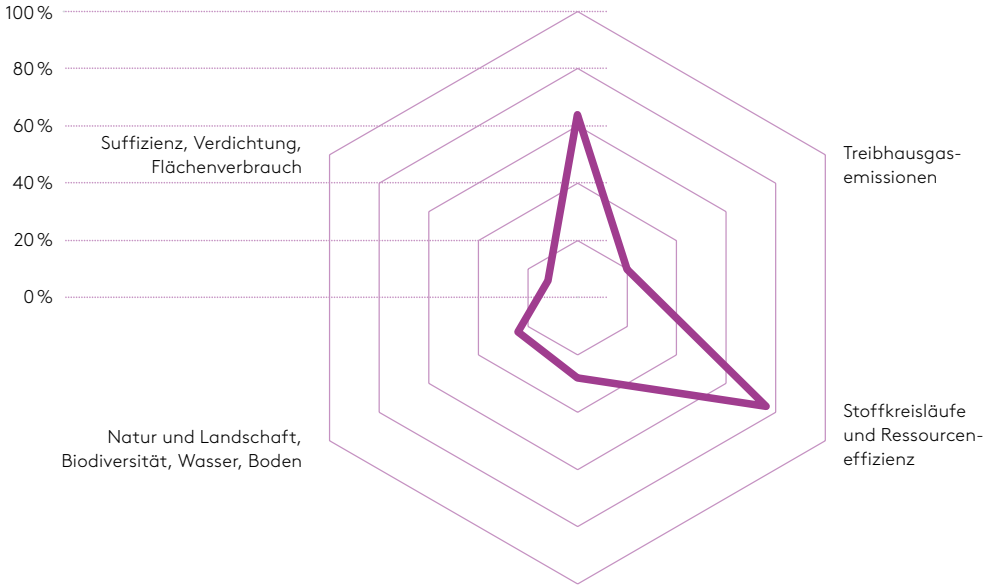 100 %
80 %
60 %
40 %
20 %
0 %
Suffizienz, Verdichtung,
Flächenverbrauch
Treibhausgas-
emissionen
Stoffkreisläufe
und Ressourcen-
effizienz
Natur und Landschaft,
Biodiversität, Wasser, Boden